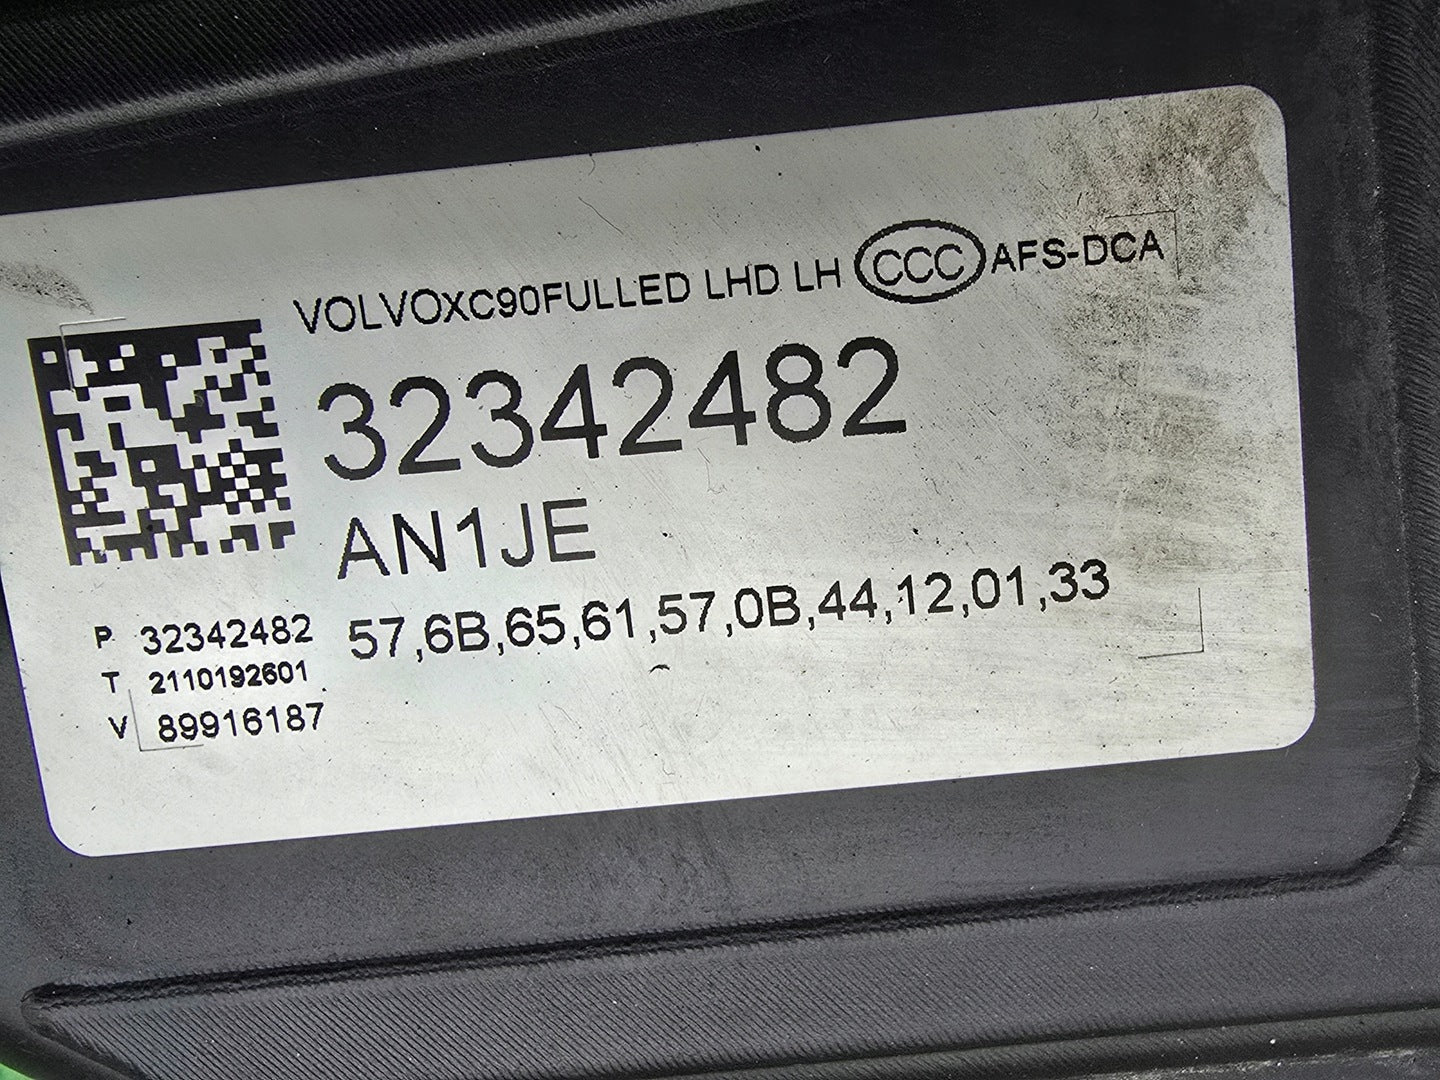 VOLVOXC90FULLED LHD LH CCC AFS-DCA
32342482
AN1JE
57,6B,65,61,57,0B,44,12,01,33
P 32342482
T 2110192601
V 89916187